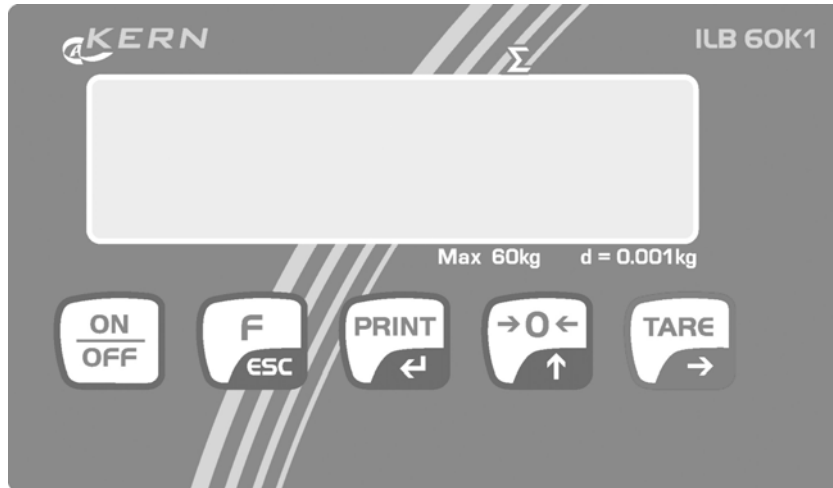 KERN
ILB 60K1
Σ
Max 60kg d = 0.001kg
ON
OFF
F
ESC
PRINT
→0←
TARE